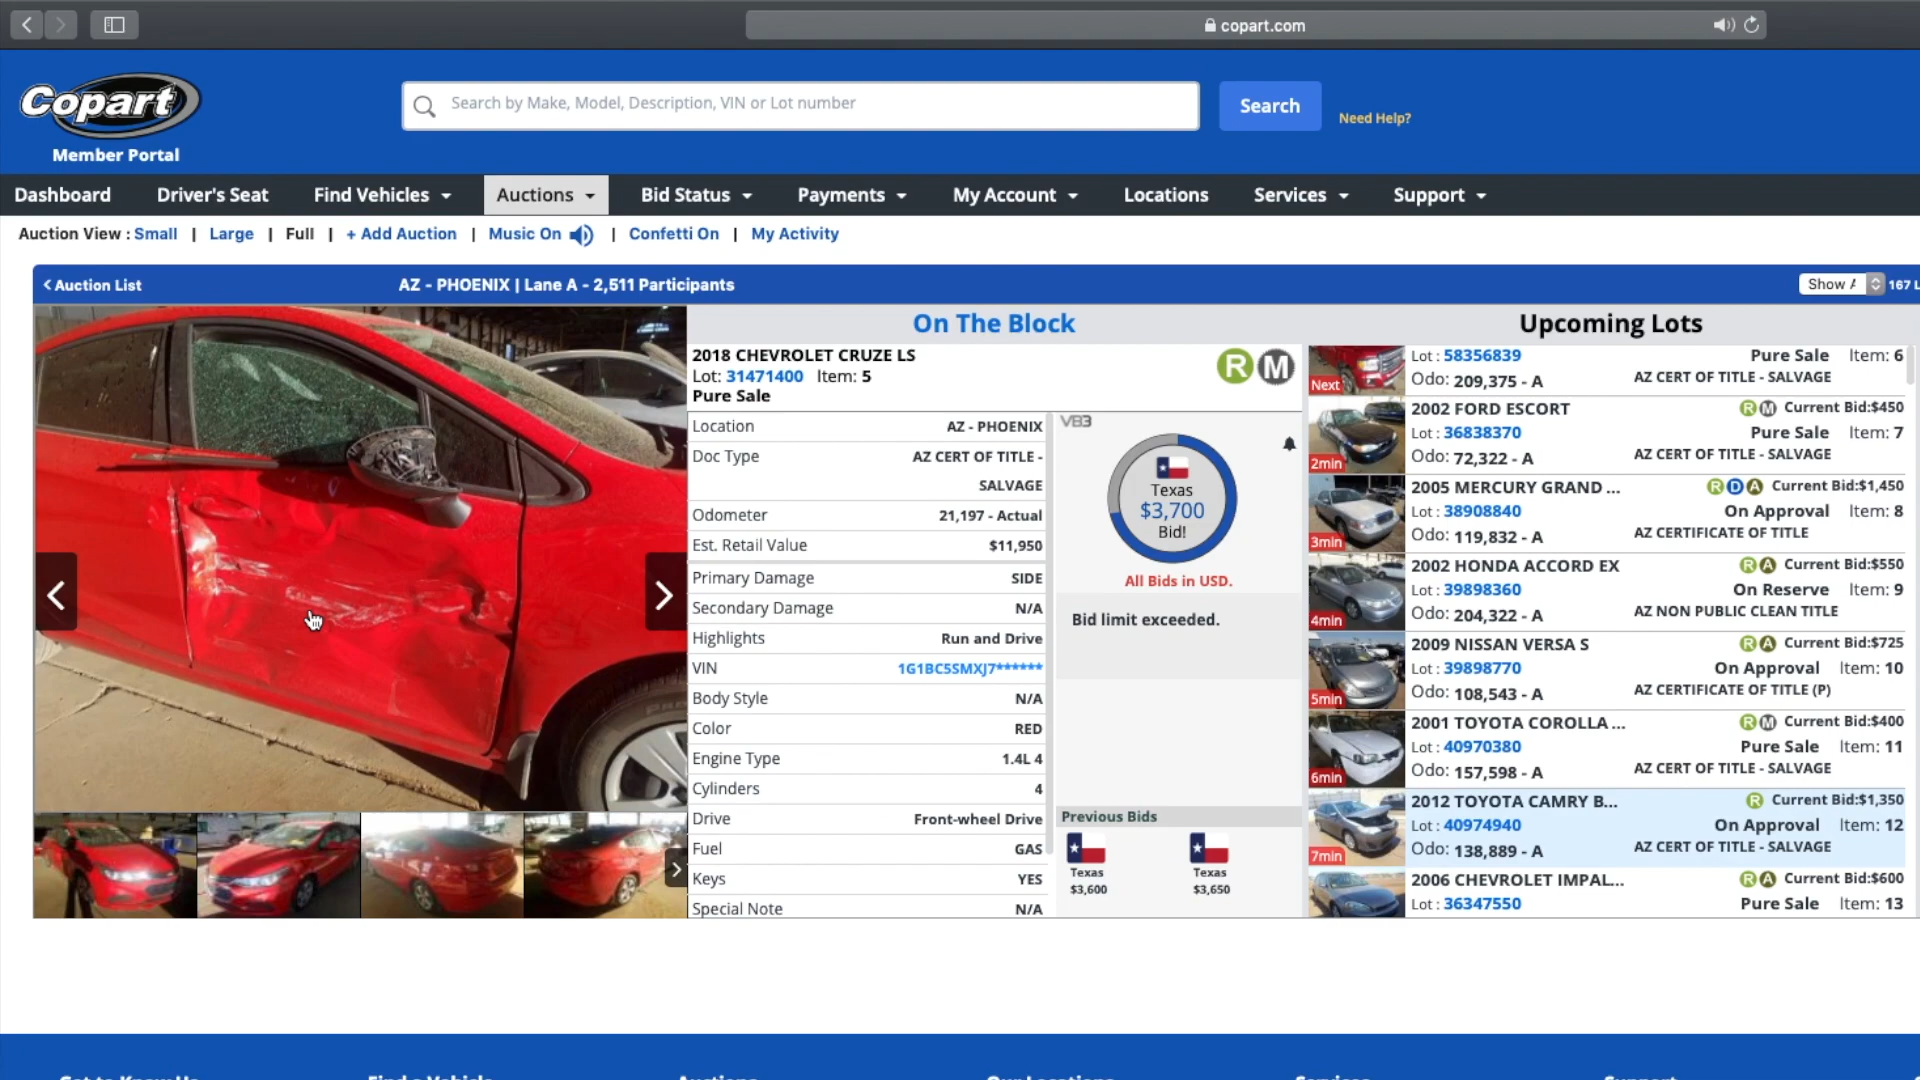 copart.com
Copart
Member Portal
Search by Make, Model, Description, VIN or Lot number
Search
Need Help?
Dashboard Driver's Seat Find Vehicles Auctions Bid Status Payments My Account Locations Services Support
Auction View : Small | Large | Full | + Add Auction | Music On | Confetti On | My Activity
< Auction List
AZ - PHOENIX | Lane A - 2,511 Participants
Show A
167 L
On The Block
2018 CHEVROLET CRUZE LS
Lot: 31471400 Item: 5
Pure Sale
R M
Location AZ - PHOENIX
Doc Type AZ CERT OF TITLE -
SALVAGE
Odometer 21,197 - Actual
Est. Retail Value $11,950
Primary Damage SIDE
Secondary Damage N/A
Highlights Run and Drive
VIN 1G1BC5SMXJ7******
Body Style N/A
Color RED
Engine Type 1.4L 4
Cylinders 4
Drive Front-wheel Drive
Fuel GAS
Keys YES
Special Note N/A
VB3
Texas
$3,700
Bid!
All Bids in USD.
Bid limit exceeded.
Previous Bids
Texas Texas
$3,600 $3,650
Upcoming Lots
Lot : 58356839 Pure Sale Item: 6
Next Odo: 209,375 - A AZ CERT OF TITLE - SALVAGE
2002 FORD ESCORT R M Current Bid:$450
Lot : 36838370 Pure Sale Item: 7
2min Odo: 72,322 - A AZ CERT OF TITLE - SALVAGE
2005 MERCURY GRAND ... R D A Current Bid:$1,450
Lot : 38908840 On Approval Item: 8
3min Odo: 119,832 - A AZ CERTIFICATE OF TITLE
2002 HONDA ACCORD EX R A Current Bid:$550
Lot : 39898360 On Reserve Item: 9
4min Odo: 204,322 - A AZ NON PUBLIC CLEAN TITLE
2009 NISSAN VERSA S R A Current Bid:$725
Lot : 39898770 On Approval Item: 10
5min Odo: 108,543 - A AZ CERTIFICATE OF TITLE (P)
2001 TOYOTA COROLLA ... R M Current Bid:$400
Lot : 40970380 Pure Sale Item: 11
6min Odo: 157,598 - A AZ CERT OF TITLE - SALVAGE
2012 TOYOTA CAMRY B... R Current Bid:$1,350
Lot : 40974940 On Approval Item: 12
7min Odo: 138,889 - A AZ CERT OF TITLE - SALVAGE
2006 CHEVROLET IMPAL... R A Current Bid:$600
Lot : 36347550 Pure Sale Item: 13
Get to Know Us Find a Vehicle Auctions Our Locations Services Support